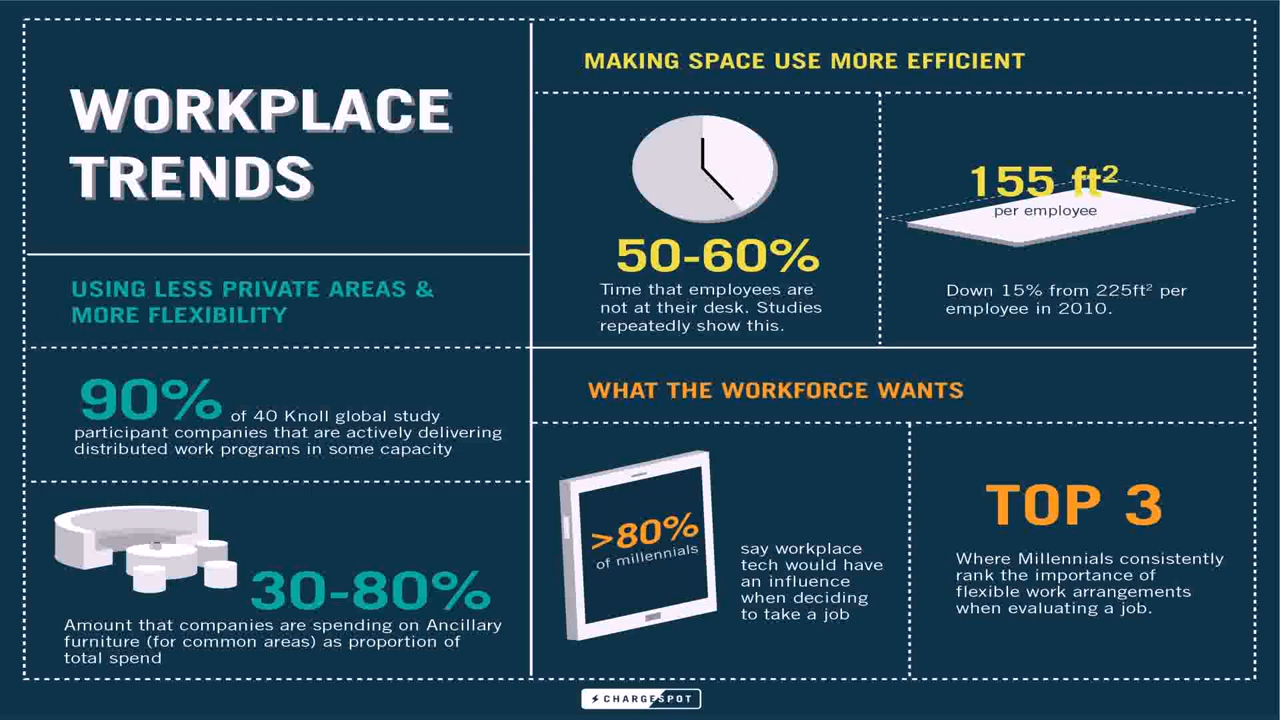 WORKPLACE
TRENDS
USING LESS PRIVATE AREAS &
MORE FLEXIBILITY
90% of 40 Knoll global study
participant companies that are actively delivering
distributed work programs in some capacity
30-80%
Amount that companies are spending on Ancillary
furniture (for common areas) as proportion of
total spend
MAKING SPACE USE MORE EFFICIENT
50-60%
Time that employees are
not at their desk. Studies
repeatedly show this.
155 ft²
per employee
Down 15% from 225ft² per
employee in 2010.
WHAT THE WORKFORCE WANTS
>80%
of millennials
say workplace
tech would have
an influence
when deciding
to take a job
TOP 3
Where Millennials consistently
rank the importance of
flexible work arrangements
when evaluating a job.
CHARGESPOT